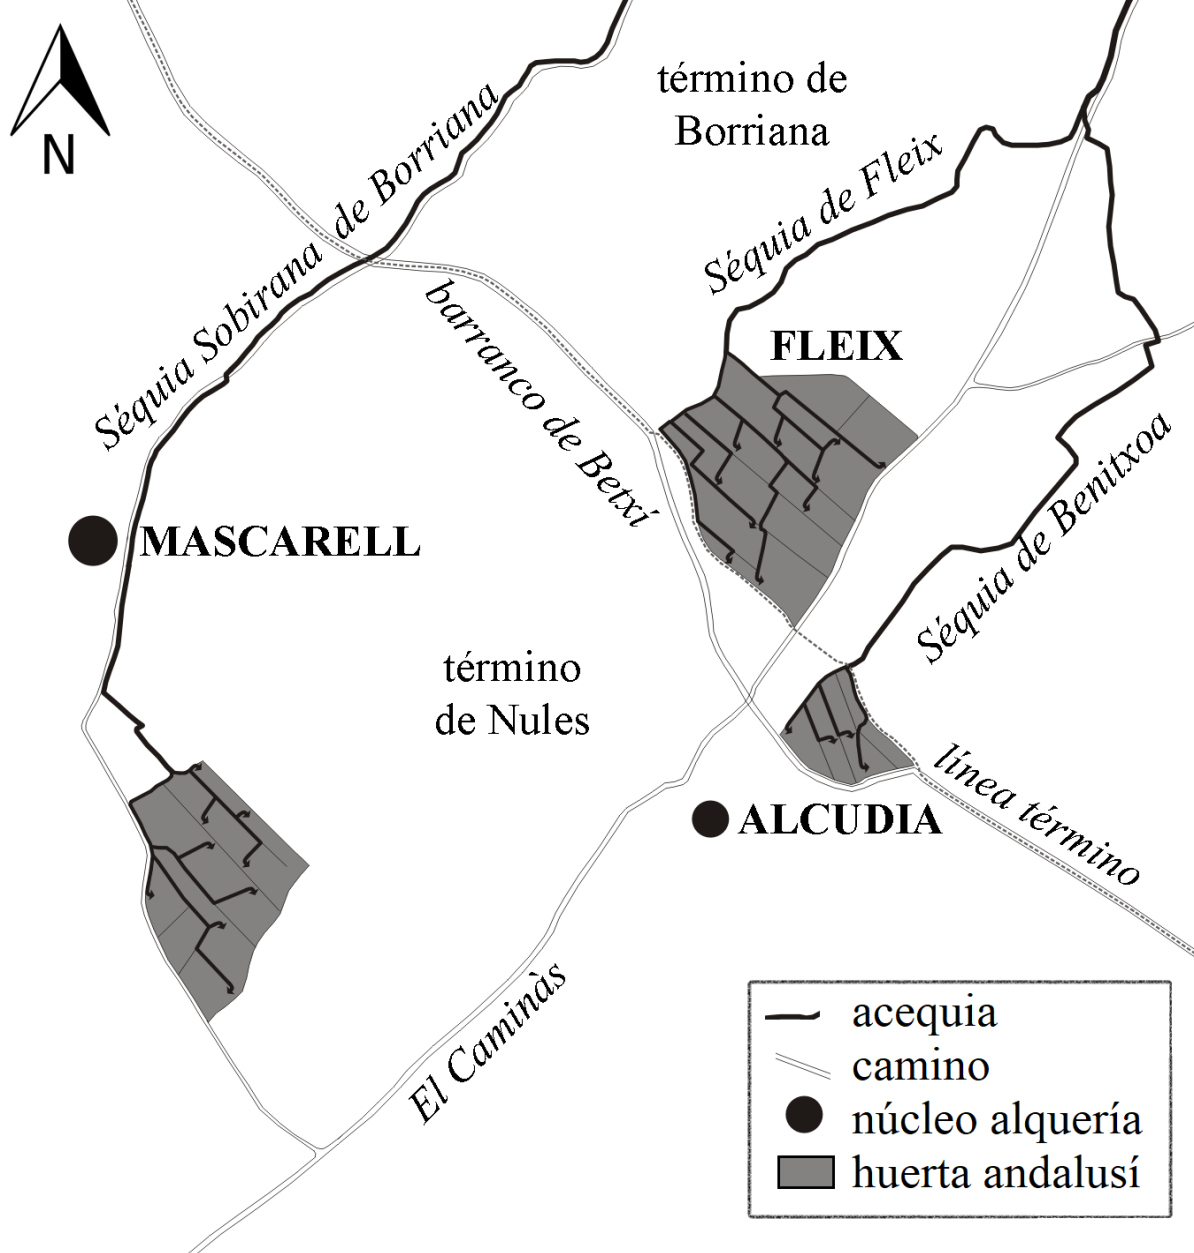 N
término de
Borriana
Séquia Sobirana de Borriana
Séquia de Fleix
barranco de Betxí
FLEIX
Séquia de Benitxoa
MASCARELL
término
de Nules
ALCUDIA
línea término
El Caminàs
acequia
camino
núcleo alquería
huerta andalusí